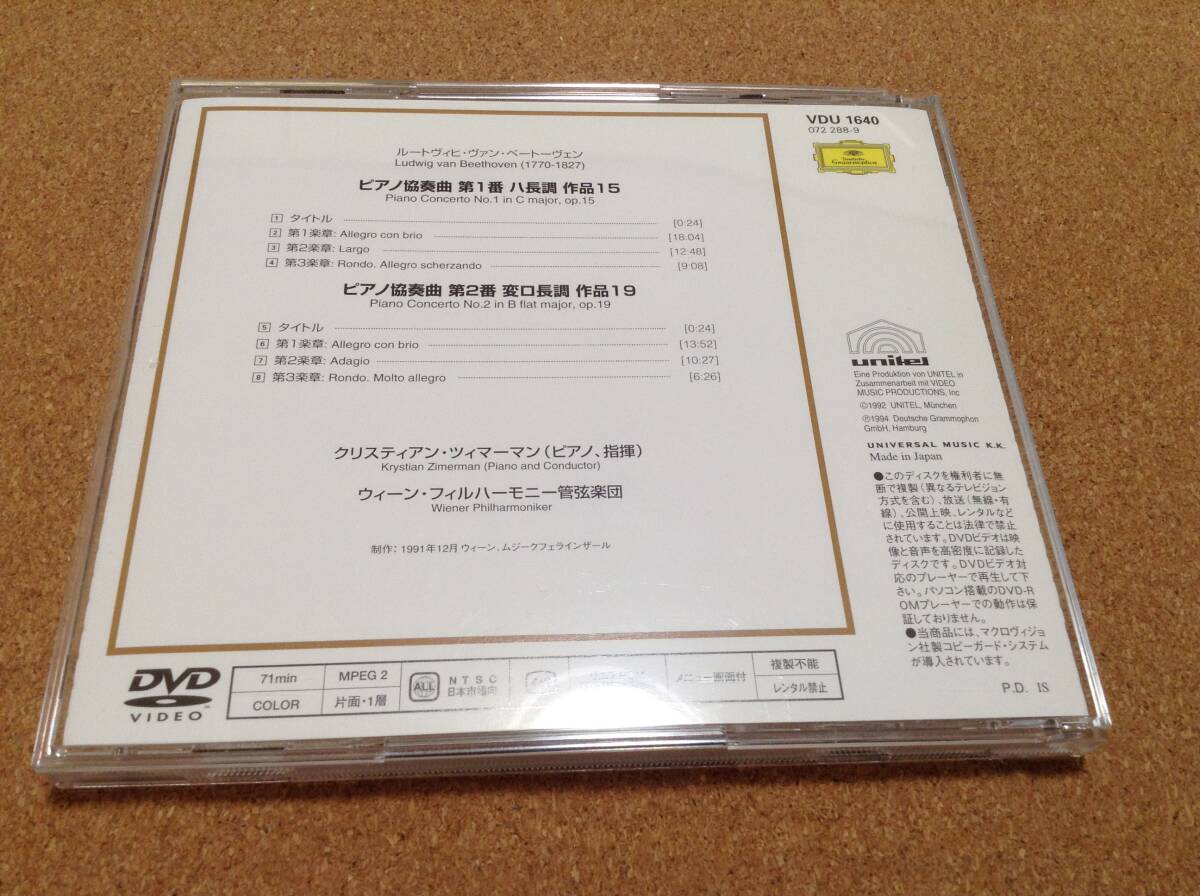 ルートヴィヒ・ヴァン・ベートーヴェン
Ludwig van Beethoven (1770-1827)
ピアノ協奏曲 第1番 ハ長調 作品15
Piano Concerto No.1 in C major, op.15
1 タイトル [0:24]
2 第1楽章: Allegro con brio [18:04]
3 第2楽章: Largo [12:48]
4 第3楽章: Rondo. Allegro scherzando [9:08]
ピアノ協奏曲 第2番 変ロ長調 作品19
Piano Concerto No.2 in B flat major, op.19
5 タイトル [0:24]
6 第1楽章: Allegro con brio [13:52]
7 第2楽章: Adagio [10:27]
8 第3楽章: Rondo. Molto allegro [6:26]
クリスティアン・ツィマーマン(ピアノ、指揮)
Krystian Zimerman (Piano and Conductor)
ウィーン・フィルハーモニー管弦楽団
Wiener Philharmoniker
制作: 1991年12月 ウィーン、ムジークフェラインザール
VDU 1640
072 288-9
Deutsche
Grammophon
unitel
Eine Produktion von UNITEL in
Zusammenarbeit mit VIDEO
MUSIC PRODUCTIONS, Inc
©1992 UNITEL, München
℗1994 Deutsche Grammophon
GmbH, Hamburg
UNIVERSAL MUSIC K.K.
Made in Japan
●このディスクを権利者に無
断で複製(異なるテレビジョン
方式を含む)、放送(無線・有
線)、公開上映、レンタルなど
に使用することは法律で禁止
されています。DVDビデオは映
像と音声を高密度に記録した
ディスクです。DVDビデオ対
応のプレーヤーで再生して下
さい。パソコン搭載のDVD-R
OMプレーヤーでの動作は保
証しておりません。
●当商品には、マクロヴィジョ
ン社製コピーガード・システム
が導入されています。
P.D. IS
DVD
VIDEO
71min
COLOR
MPEG 2
片面・1層
ALL
NTSC
日本市場向
メニュー画面付
複製不能
レンタル禁止